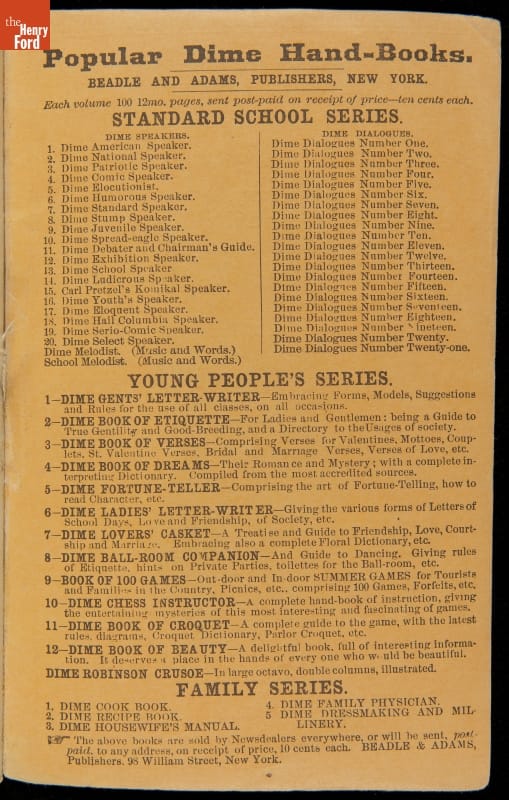 the
Henry
Ford
Popular Dime Hand-Books.
BEADLE AND ADAMS, PUBLISHERS, NEW YORK.
Each volume 100 12mo. pages, sent post-paid on receipt of price—ten cents each.
STANDARD SCHOOL SERIES.
DIME SPEAKERS.
1. Dime American Speaker.
2. Dime National Speaker.
3. Dime Patriotic Speaker.
4. Dime Comic Speaker.
5. Dime Elocutionist.
6. Dime Humorous Speaker.
7. Dime Standard Speaker.
8. Dime Stump Speaker.
9. Dime Juvenile Speaker.
10. Dime Spread-eagle Speaker.
11. Dime Debater and Chairman's Guide.
12. Dime Exhibition Speaker.
13. Dime School Speaker
14. Dime Ludicrous Speaker.
15. Carl Pretzel's Komikal Speaker.
16. Dime Youth's Speaker.
17. Dime Eloquent Speaker.
18. Dime Hail Columbia Speaker.
19. Dime Serio-Comic Speaker.
20. Dime Select Speaker.
Dime Melodist. (Music and Words.)
School Melodist. (Music and Words.)
DIME DIALOGUES.
Dime Dialogues Number One.
Dime Dialogues Number Two.
Dime Dialogues Number Three.
Dime Dialogues Number Four.
Dime Dialogues Number Five.
Dime Dialogues Number Six.
Dime Dialogues Number Seven.
Dime Dialogues Number Eight.
Dime Dialogues Number Nine.
Dime Dialogues Number Ten.
Dime Dialogues Number Eleven.
Dime Dialogues Number Twelve.
Dime Dialogues Number Thirteen.
Dime Dialogues Number Fourteen.
Dime Dialogues Number Fifteen.
Dime Dialogues Number Sixteen.
Dime Dialogues Number Seventeen.
Dime Dialogues Number Eighteen.
Dime Dialogues Number Nineteen.
Dime Dialogues Number Twenty.
Dime Dialogues Number Twenty-one.
YOUNG PEOPLE'S SERIES.
1—DIME GENTS' LETTER-WRITER—Embracing Forms, Models, Suggestions
and Rules for the use of all classes, on all occasions.
2—DIME BOOK OF ETIQUETTE—For Ladies and Gentlemen: being a Guide to
True Gentility and Good-Breeding, and a Directory to the Usages of society.
3—DIME BOOK OF VERSES—Comprising Verses for Valentines, Mottoes, Coup-
lets, St. Valentine Verses, Bridal and Marriage Verses, Verses of Love, etc.
4—DIME BOOK OF DREAMS—Their Romance and Mystery; with a complete in-
terpreting Dictionary. Compiled from the most accredited sources.
5—DIME FORTUNE-TELLER—Comprising the art of Fortune-Telling, how to
read Character, etc.
6—DIME LADIES' LETTER-WRITER—Giving the various forms of Letters of
School Days, Love and Friendship, of Society, etc.
7—DIME LOVERS' CASKET—A Treatise and Guide to Friendship, Love, Court-
ship and Marriage. Embracing also a complete Floral Dictionary, etc.
8—DIME BALL-ROOM COMPANION—And Guide to Dancing. Giving rules
of Etiquette, hints on Private Parties, toilettes for the Ball-room, etc.
9—BOOK OF 100 GAMES—Out-door and In-door SUMMER GAMES for Tourists
and Families in the Country, Picnics, etc., comprising 100 Games, Forfeits, etc.
10—DIME CHESS INSTRUCTOR—A complete hand-book of instruction, giving
the entertaining mysteries of this most interesting and fascinating of games.
11—DIME BOOK OF CROQUET—A complete guide to the game, with the latest
rules, diagrams, Croquet Dictionary, Parlor Croquet, etc.
12—DIME BOOK OF BEAUTY—A delightful book, full of interesting informa-
tion. It deserves a place in the hands of every one who would be beautiful.
DIME ROBINSON CRUSOE—In large octavo, double columns, illustrated.
FAMILY SERIES.
1. DIME COOK BOOK.
2. DIME RECIPE BOOK.
3. DIME HOUSEWIFE'S MANUAL.
4. DIME FAMILY PHYSICIAN.
5 DIME DRESSMAKING AND MIL-
LINERY.
☞ The above books are sold by Newsdealers everywhere, or will be sent, post-
paid, to any address, on receipt of price, 10 cents each. BEADLE & ADAMS,
Publishers, 98 William Street, New York.